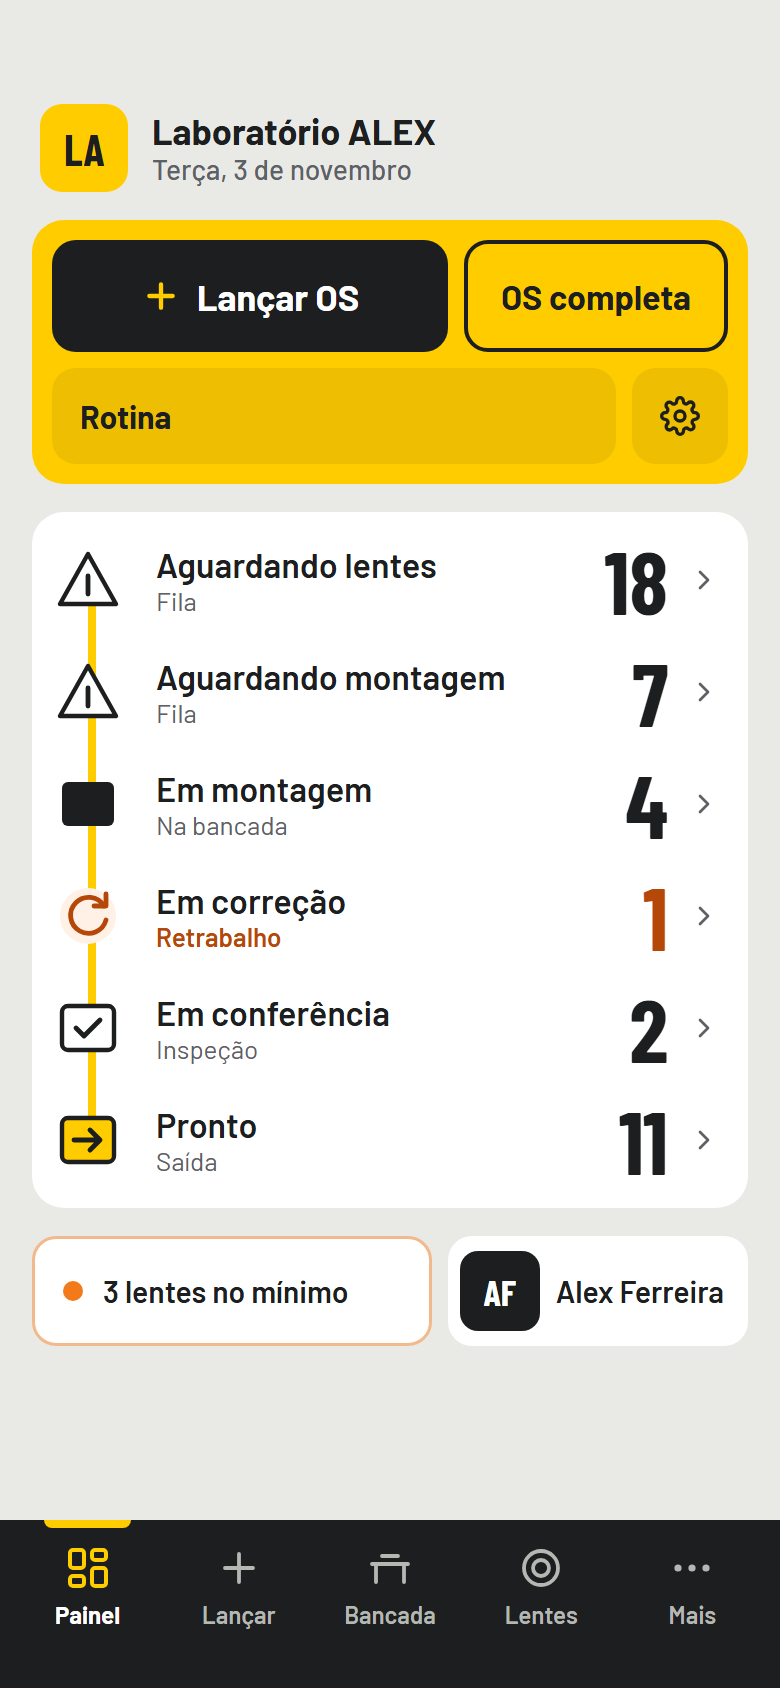 LA
Laboratório ALEX
Terça, 3 de novembro
Lançar OS
OS completa
Rotina
Aguardando lentes
Fila
18
Aguardando montagem
Fila
7
Em montagem
Na bancada
4
Em correção
Retrabalho
1
Em conferência
Inspeção
2
Pronto
Saída
11
3 lentes no mínimo
AF
Alex Ferreira
Painel
Lançar
Bancada
Lentes
Mais